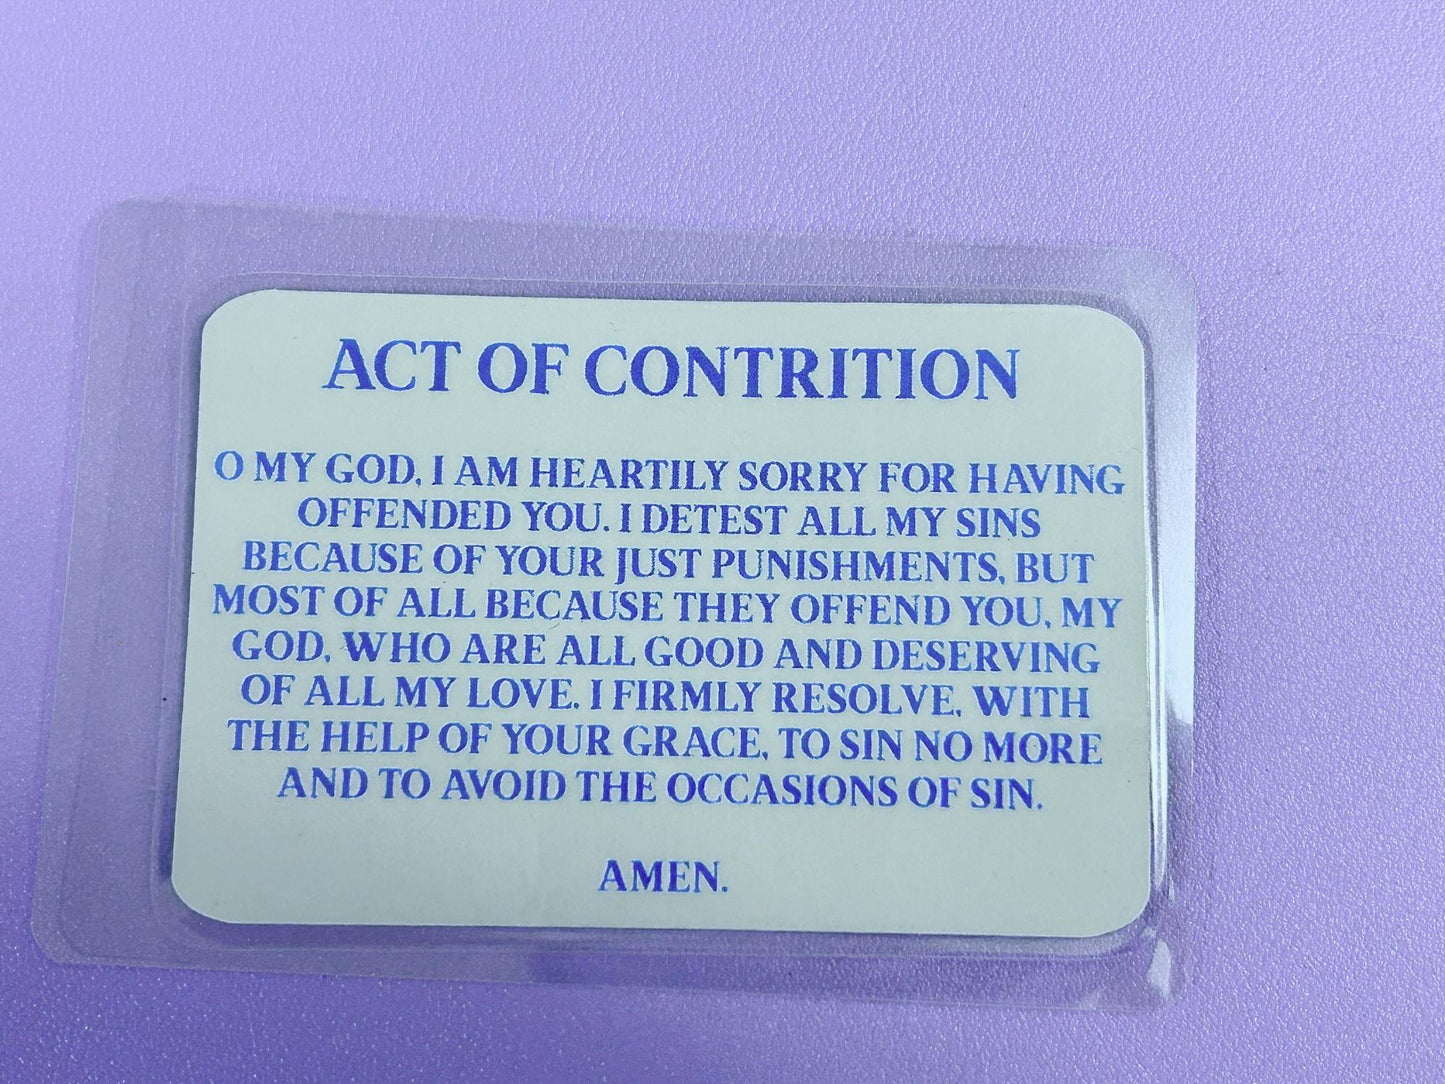 ACT OF CONTRITION
O MY GOD, I AM HEARTILY SORRY FOR HAVING
OFFENDED YOU. I DETEST ALL MY SINS
BECAUSE OF YOUR JUST PUNISHMENTS, BUT
MOST OF ALL BECAUSE THEY OFFEND YOU, MY
GOD, WHO ARE ALL GOOD AND DESERVING
OF ALL MY LOVE. I FIRMLY RESOLVE, WITH
THE HELP OF YOUR GRACE, TO SIN NO MORE
AND TO AVOID THE OCCASIONS OF SIN.
AMEN.